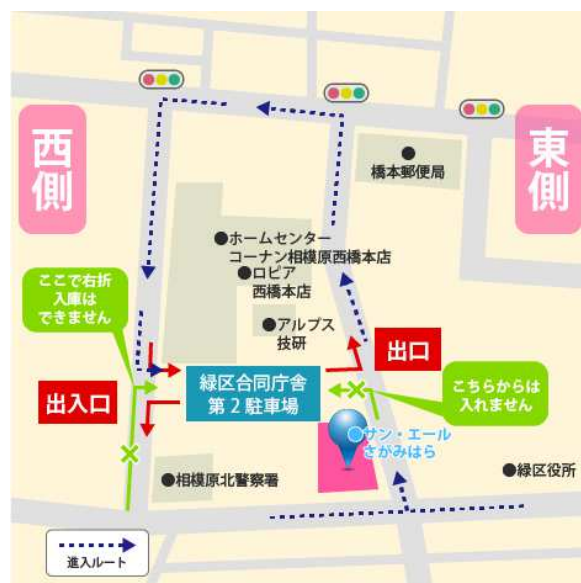 西側
東側
橋本郵便局
ホームセンター
コーナン相模原西橋本店
ロピア
西橋本店
アルプス
技研
ここで右折
入庫は
できません
出入口
緑区合同庁舎
第2駐車場
出口
こちらからは
入れません
サン・エール
さがみはら
相模原北警察署
緑区役所
進入ルート